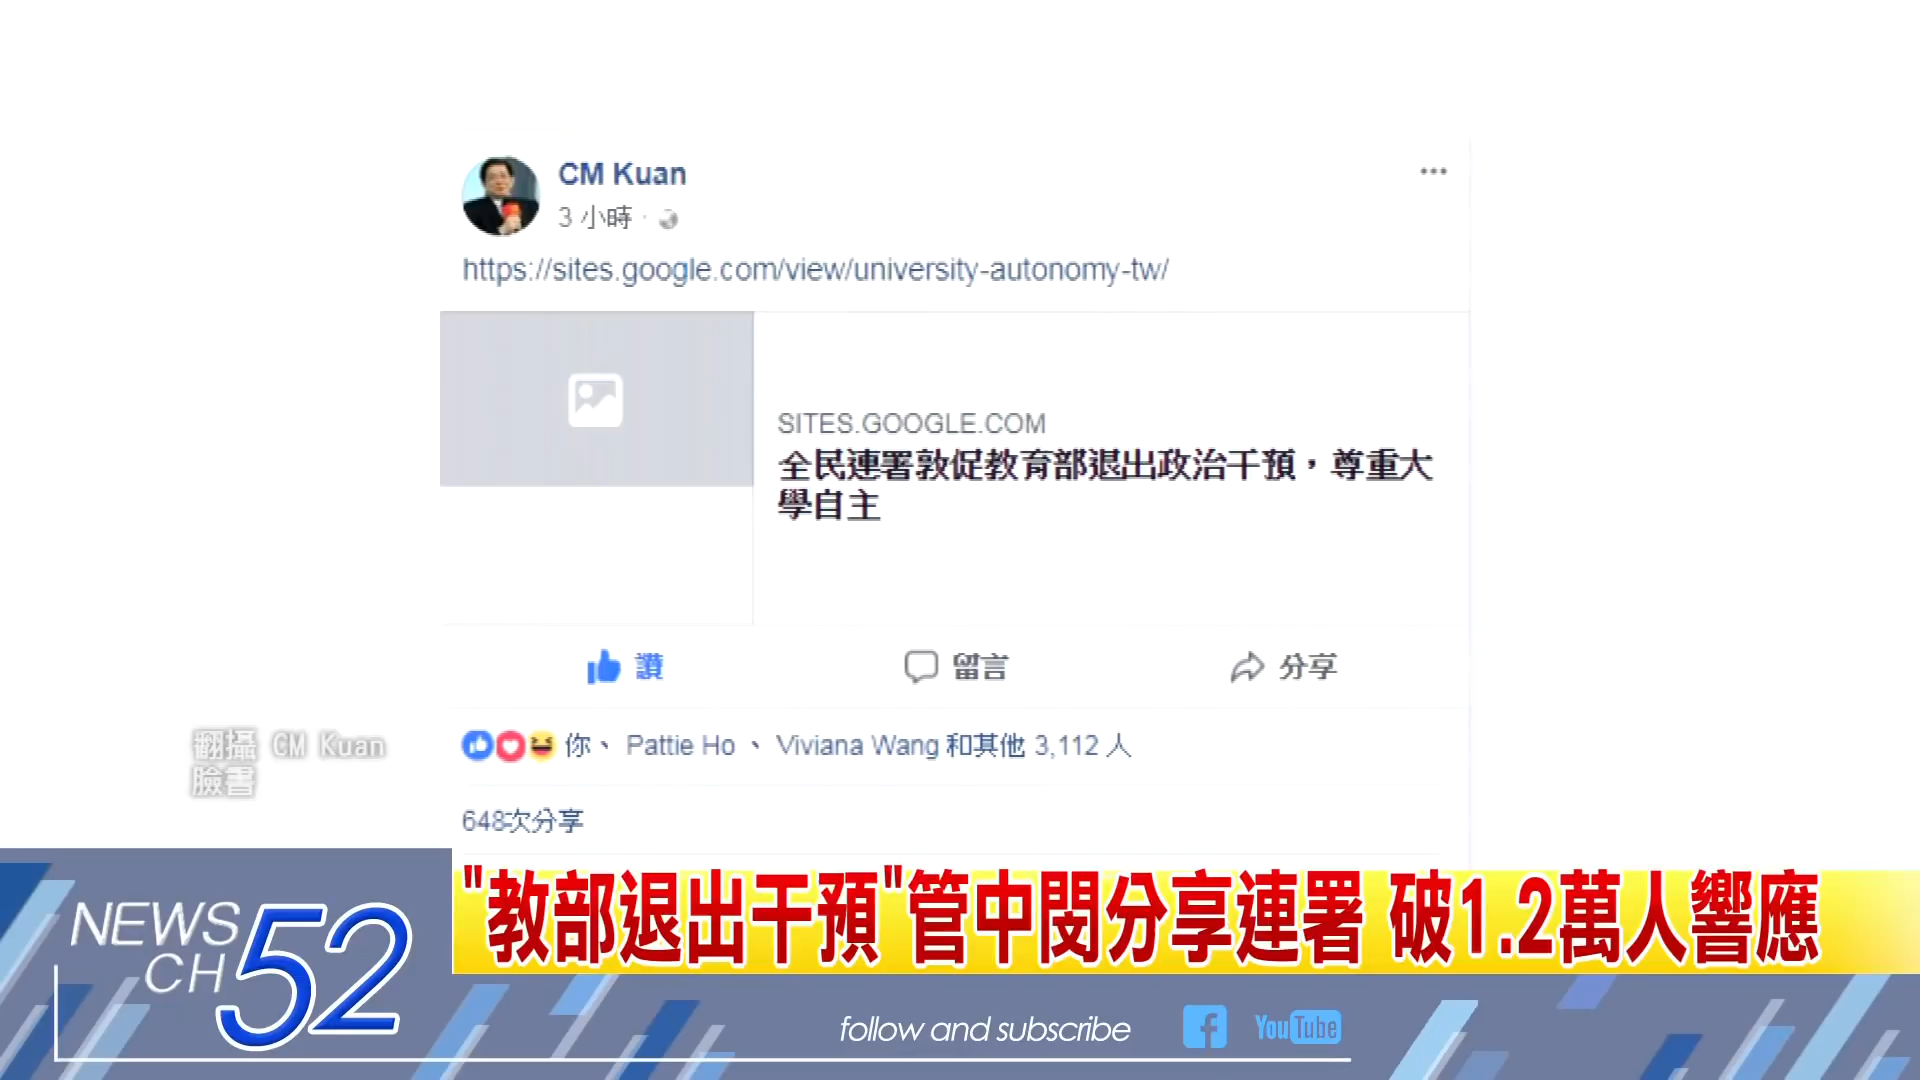 CM Kuan
3 小時
https://sites.google.com/view/university-autonomy-tw/
SITES.GOOGLE.COM
全民連署敦促教育部退出政治干預，尊重大
學自主
讚 留言 分享
你、 Pattie Ho 、 Viviana Wang 和其他 3,112 人
648次分享
翻攝 CM Kuan
臉書
"教部退出干預"管中閔分享連署 破1.2萬人響應
NEWS
CH 52
follow and subscribe YouTube